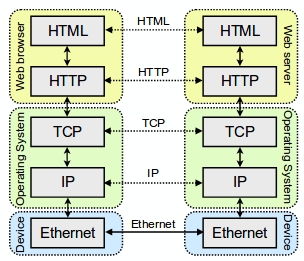 Web browser
HTML
HTML
HTML
Web server
HTTP
HTTP
HTTP
Operating System
TCP
TCP
TCP
Operating System
IP
IP
IP
Device
Ethernet
Ethernet
Ethernet
Device